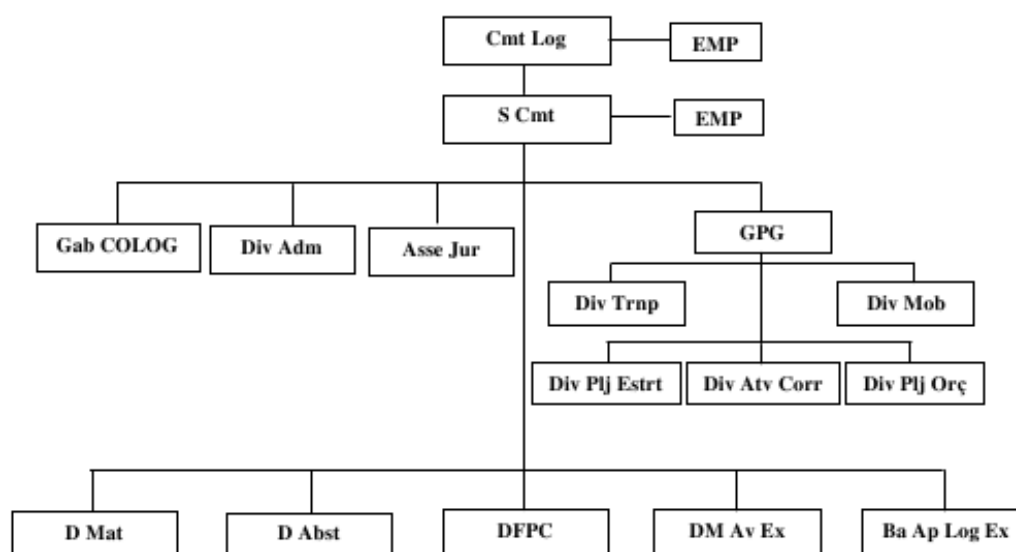 Cmt Log
EMP
S Cmt
EMP
Gab COLOG
Div Adm
Asse Jur
GPG
Div Trnp
Div Mob
Div Plj Estrt
Div Atv Corr
Div Plj Orç
D Mat
D Abst
DFPC
DM Av Ex
Ba Ap Log Ex